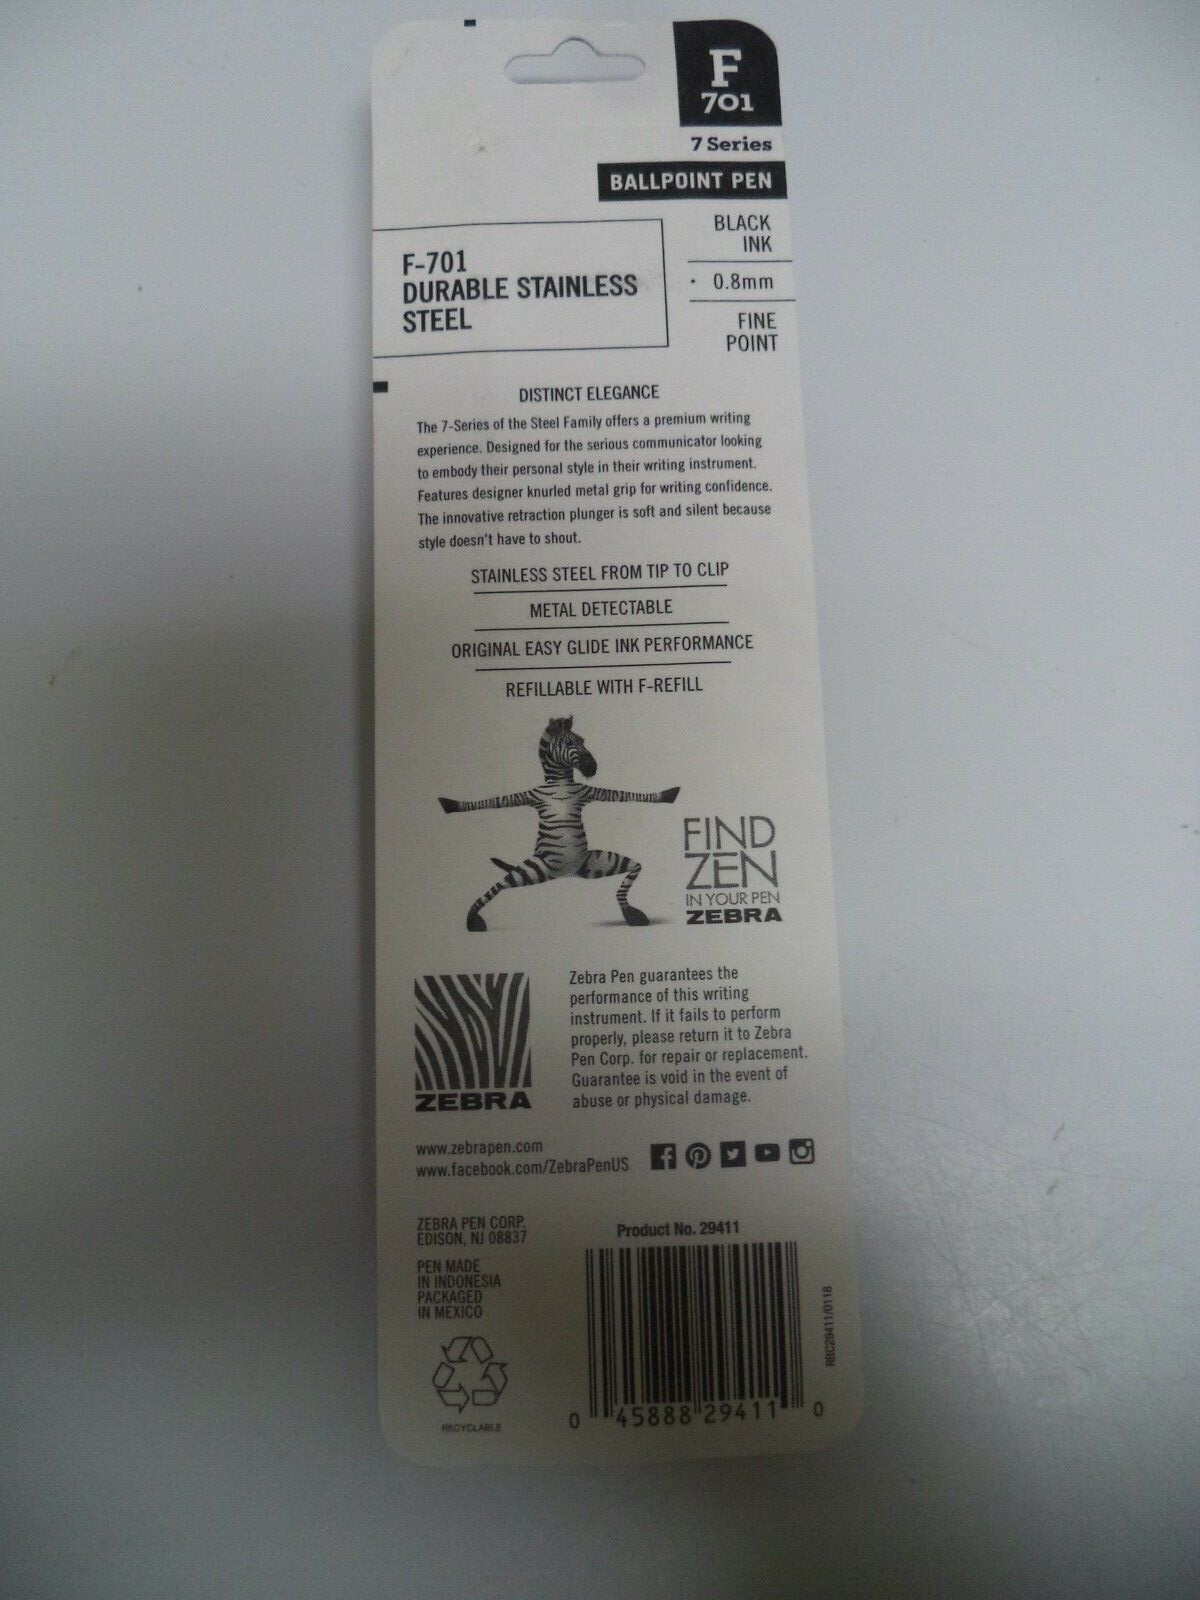 F
701
7 Series
BALLPOINT PEN
BLACK
INK
0.8mm
FINE
POINT
F-701
DURABLE STAINLESS
STEEL
DISTINCT ELEGANCE
The 7-Series of the Steel Family offers a premium writing
experience. Designed for the serious communicator looking
to embody their personal style in their writing instrument.
Features designer knurled metal grip for writing confidence.
The innovative retraction plunger is soft and silent because
style doesn't have to shout.
STAINLESS STEEL FROM TIP TO CLIP
METAL DETECTABLE
ORIGINAL EASY GLIDE INK PERFORMANCE
REFILLABLE WITH F-REFILL
FIND
ZEN
IN YOUR PEN
ZEBRA
Zebra Pen guarantees the
performance of this writing
instrument. If it fails to perform
properly, please return it to Zebra
Pen Corp. for repair or replacement.
Guarantee is void in the event of
abuse or physical damage.
ZEBRA
www.zebrapen.com
www.facebook.com/ZebraPenUS
ZEBRA PEN CORP.
EDISON, NJ 08837
PEN MADE
IN INDONESIA
PACKAGED
IN MEXICO
RECYCLABLE
Product No. 29411
0 45888 29411 0
RBC29411/0118